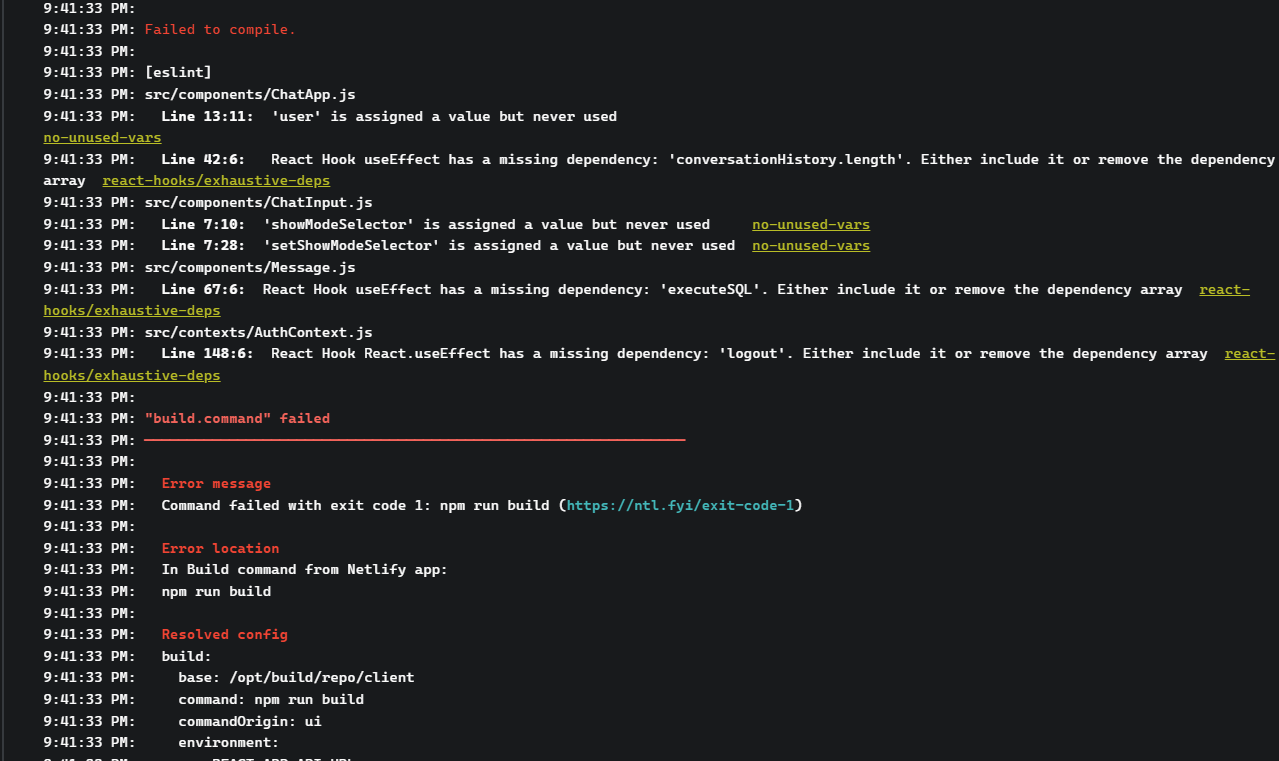 9:41:33 PM:
9:41:33 PM: Failed to compile.
9:41:33 PM:
9:41:33 PM: [eslint]
9:41:33 PM: src/components/ChatApp.js
9:41:33 PM:   Line 13:11:  'user' is assigned a value but never used
no-unused-vars
9:41:33 PM:   Line 42:6:   React Hook useEffect has a missing dependency: 'conversationHistory.length'. Either include it or remove the dependency
array  react-hooks/exhaustive-deps
9:41:33 PM: src/components/ChatInput.js
9:41:33 PM:   Line 7:10:  'showModeSelector' is assigned a value but never used     no-unused-vars
9:41:33 PM:   Line 7:28:  'setShowModeSelector' is assigned a value but never used  no-unused-vars
9:41:33 PM: src/components/Message.js
9:41:33 PM:   Line 67:6:  React Hook useEffect has a missing dependency: 'executeSQL'. Either include it or remove the dependency array  react-
hooks/exhaustive-deps
9:41:33 PM: src/contexts/AuthContext.js
9:41:33 PM:   Line 148:6:  React Hook React.useEffect has a missing dependency: 'logout'. Either include it or remove the dependency array  react-
hooks/exhaustive-deps
9:41:33 PM:
9:41:33 PM: "build.command" failed
9:41:33 PM: ────────────────────────────────────────────────────────────────
9:41:33 PM:
9:41:33 PM:   Error message
9:41:33 PM:   Command failed with exit code 1: npm run build (https://ntl.fyi/exit-code-1)
9:41:33 PM:
9:41:33 PM:   Error location
9:41:33 PM:   In Build command from Netlify app:
9:41:33 PM:   npm run build
9:41:33 PM:
9:41:33 PM:   Resolved config
9:41:33 PM:   build:
9:41:33 PM:     base: /opt/build/repo/client
9:41:33 PM:     command: npm run build
9:41:33 PM:     commandOrigin: ui
9:41:33 PM:     environment: